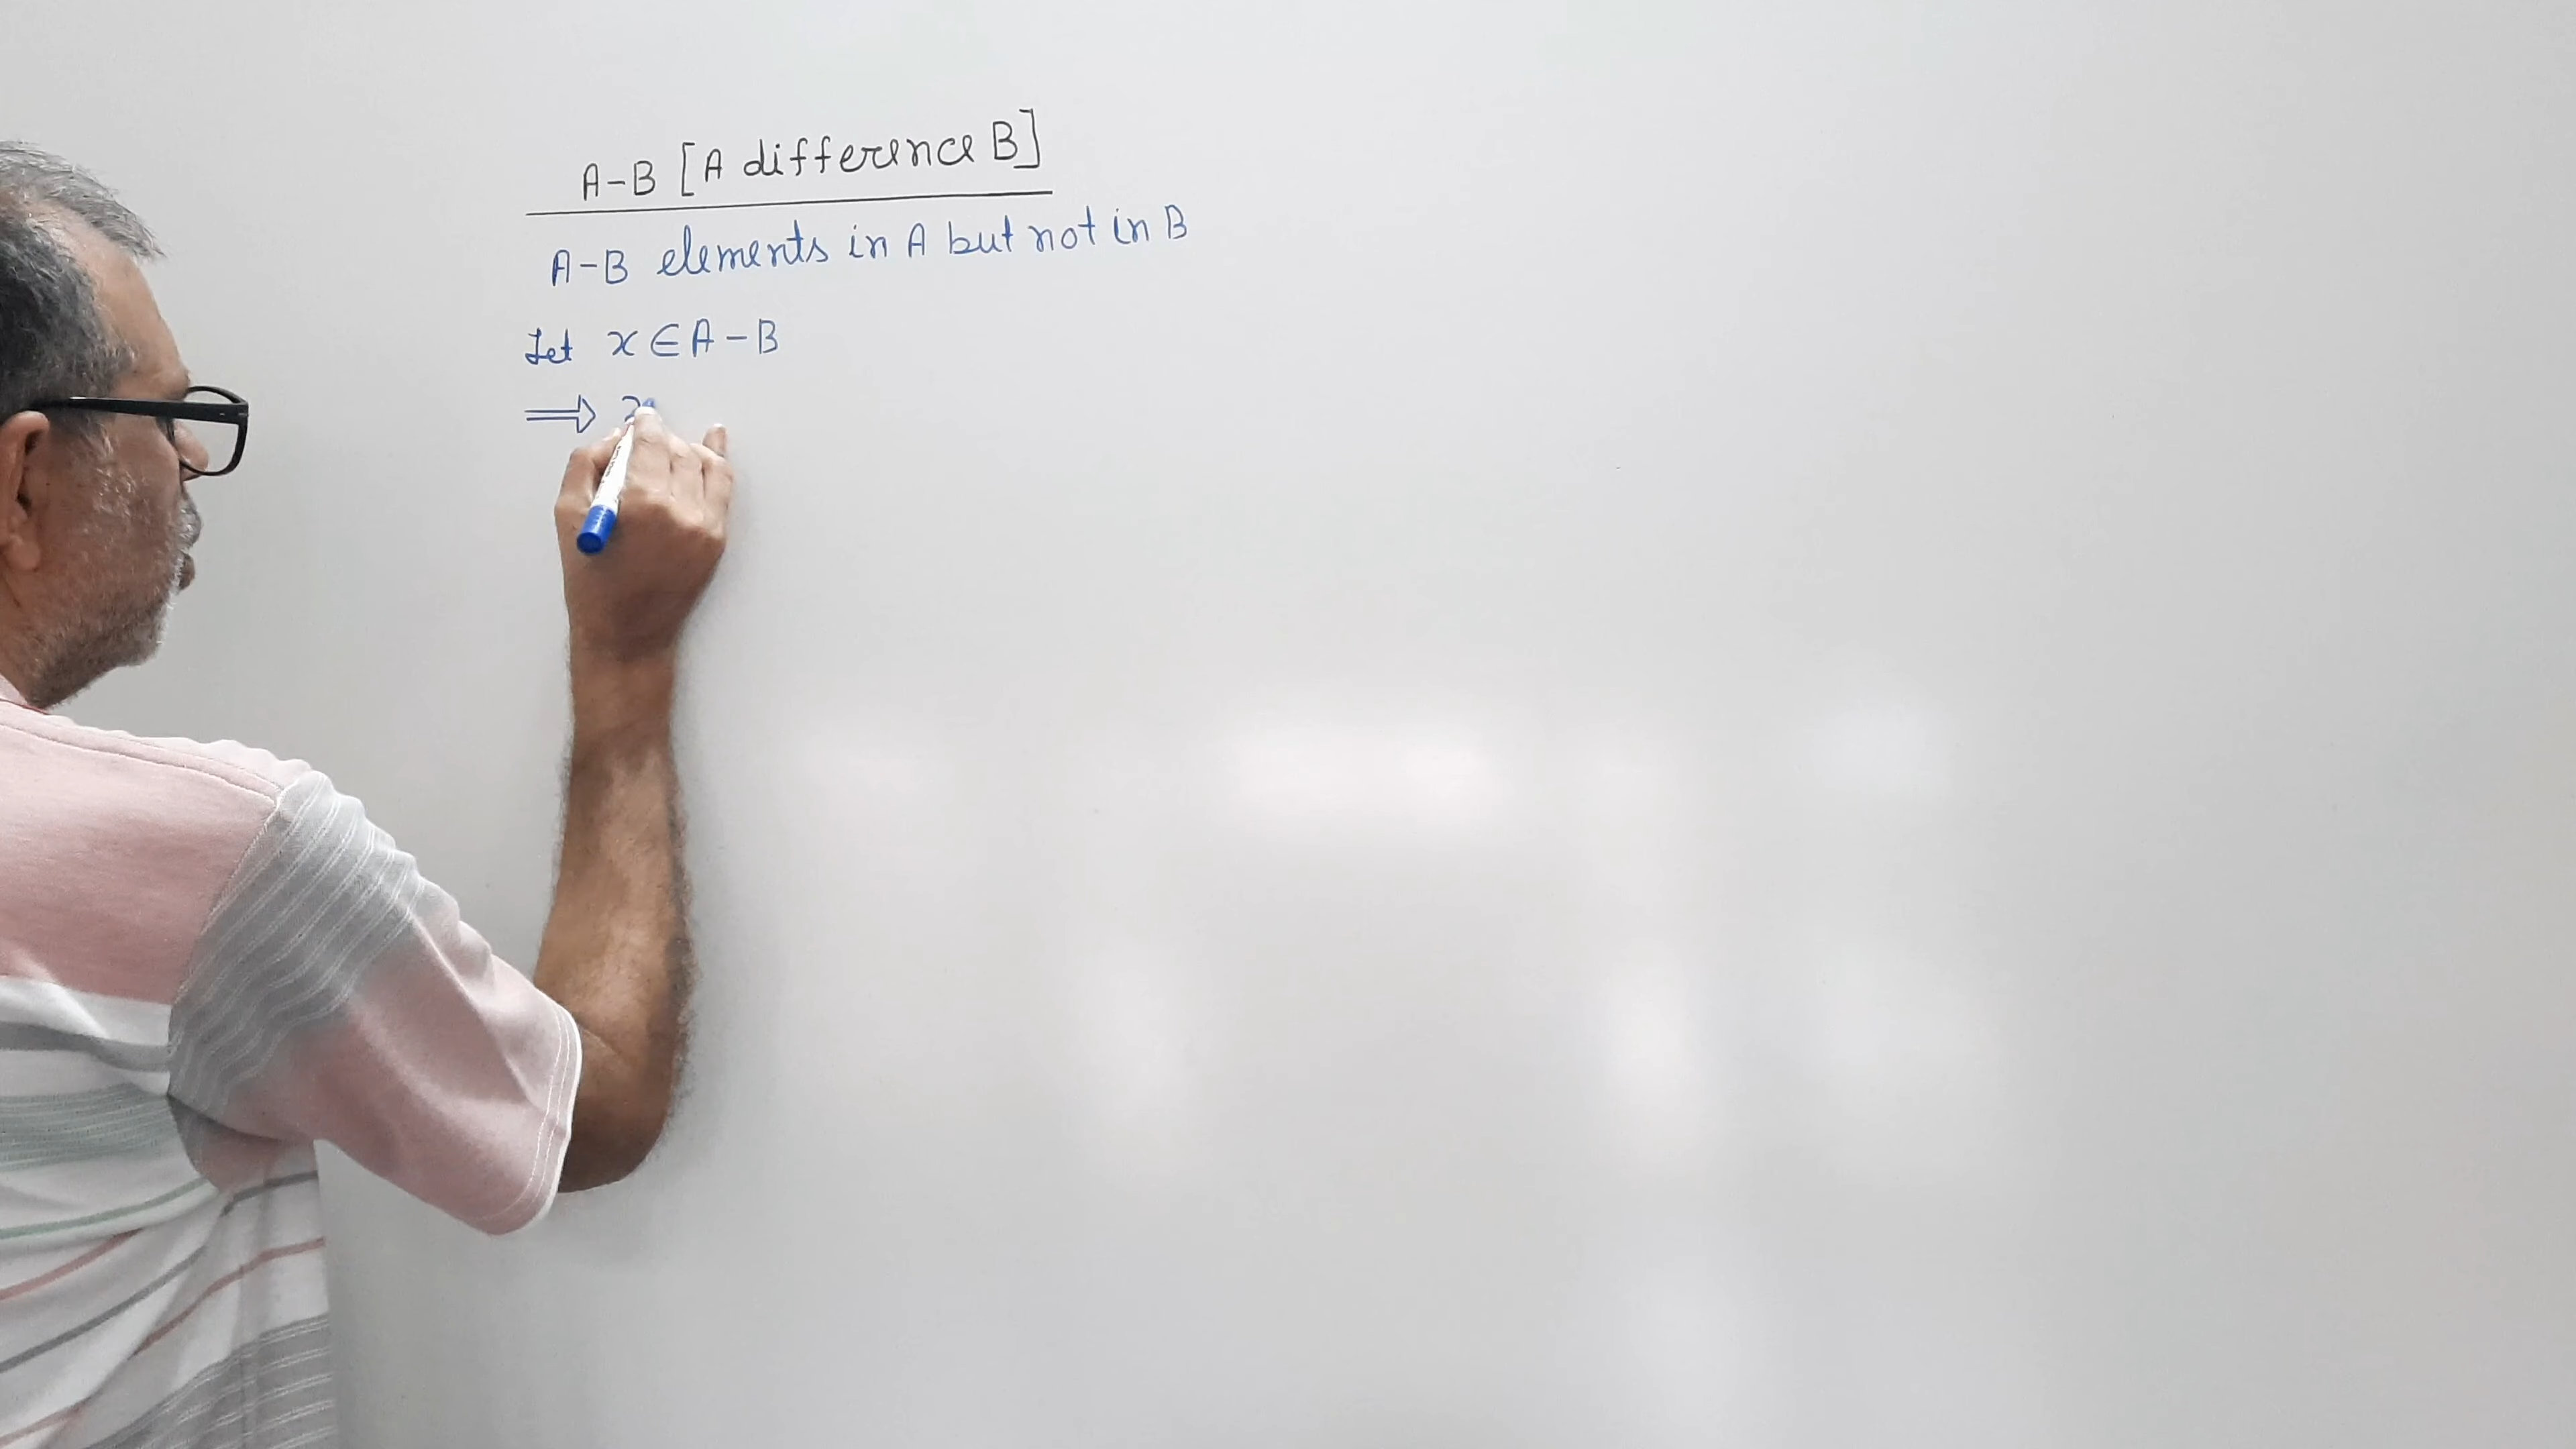 A-B [A difference B]
A-B elements in A but not in B
Let x ∈ A - B
⟹ x